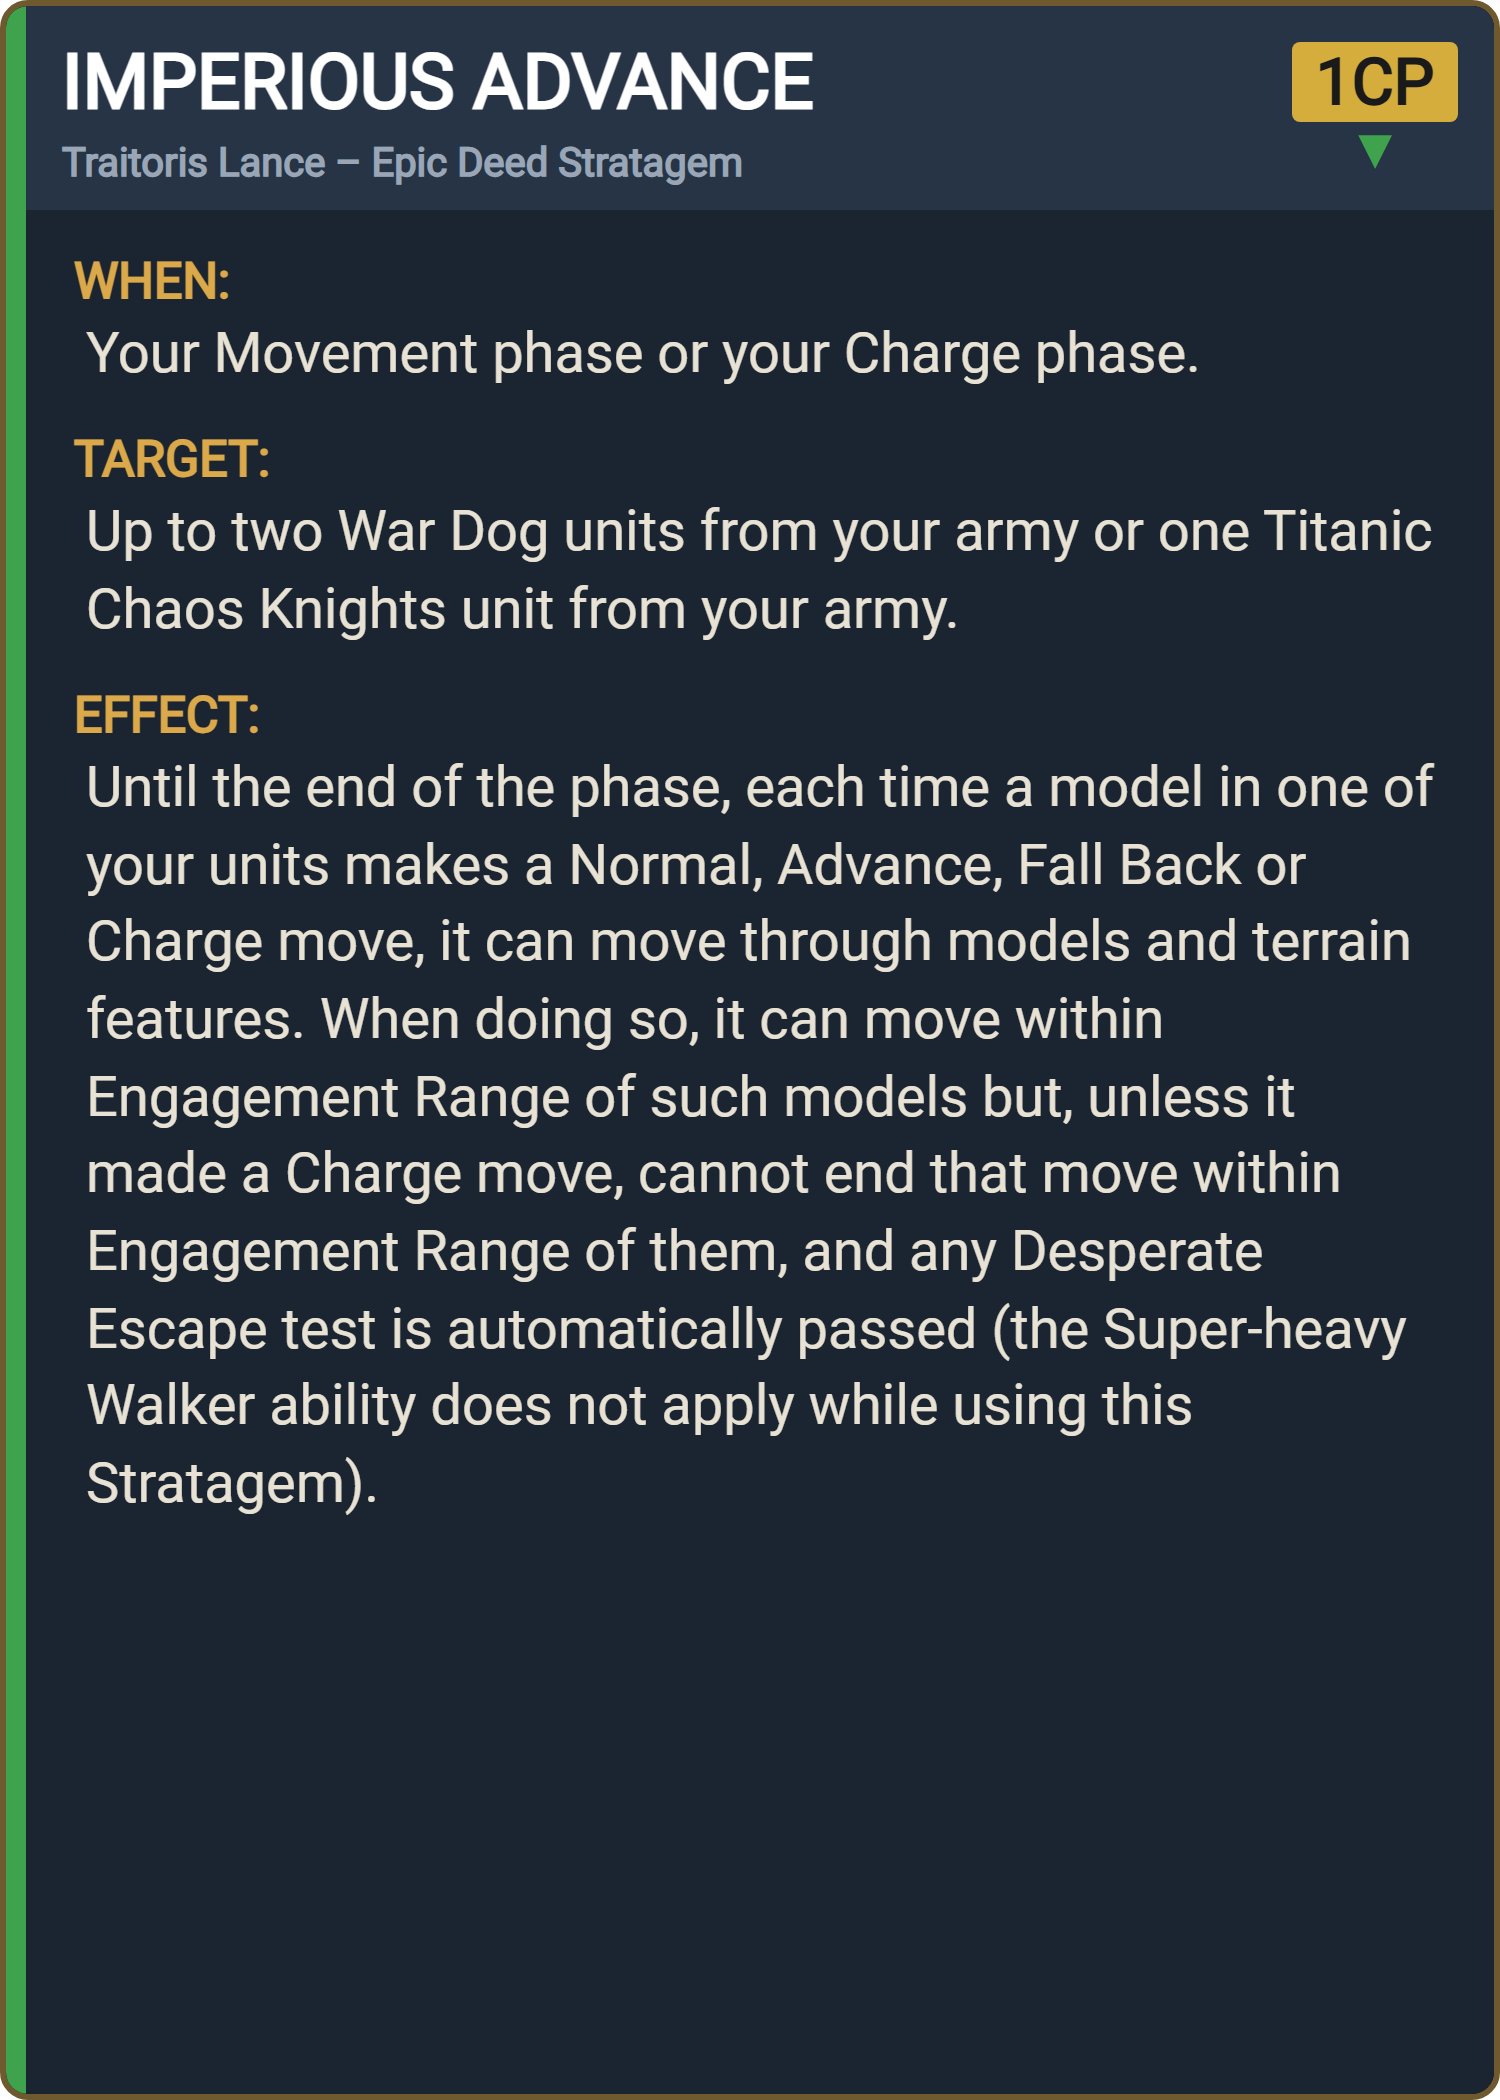 IMPERIOUS ADVANCE
1CP
Traitoris Lance – Epic Deed Stratagem
WHEN:
Your Movement phase or your Charge phase.
TARGET:
Up to two War Dog units from your army or one Titanic
Chaos Knights unit from your army.
EFFECT:
Until the end of the phase, each time a model in one of
your units makes a Normal, Advance, Fall Back or
Charge move, it can move through models and terrain
features. When doing so, it can move within
Engagement Range of such models but, unless it
made a Charge move, cannot end that move within
Engagement Range of them, and any Desperate
Escape test is automatically passed (the Super-heavy
Walker ability does not apply while using this
Stratagem).